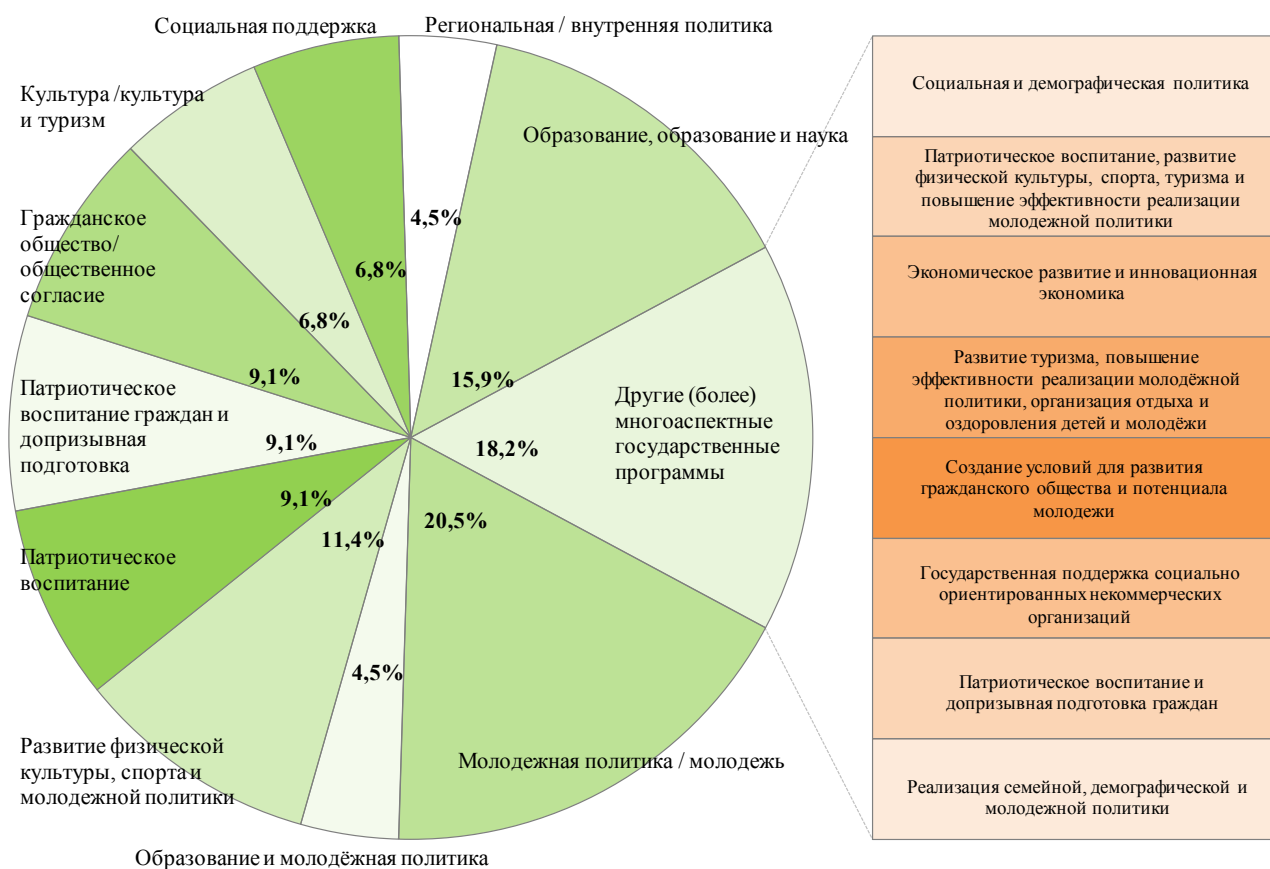 Социальная поддержка
Региональная / внутренняя политика
Культура /культура
и туризм
Образование, образование и наука
Гражданское
общество/
общественное
согласие
Патриотическое
воспитание граждан и
допризывная
подготовка
Патриотическое
воспитание
Развитие физической
культуры, спорта и
молодежной политики
Образование и молодёжная политика
Молодежная политика / молодежь
Другие (более)
многоаспектные
государственные
программы
4,5%
15,9%
18,2%
20,5%
4,5%
11,4%
9,1%
9,1%
9,1%
6,8%
6,8%
Социальная и демографическая политика
Патриотическое воспитание, развитие
физической культуры, спорта, туризма и
повышение эффективности реализации
молодежной политики
Экономическое развитие и инновационная
экономика
Развитие туризма, повышение
эффективности реализации молодёжной
политики, организация отдыха и
оздоровления детей и молодёжи
Создание условий для развития
гражданского общества и потенциала
молодежи
Государственная поддержка социально
ориентированных некоммерческих
организаций
Патриотическое воспитание и
допризывная подготовка граждан
Реализация семейной, демографической и
молодежной политики